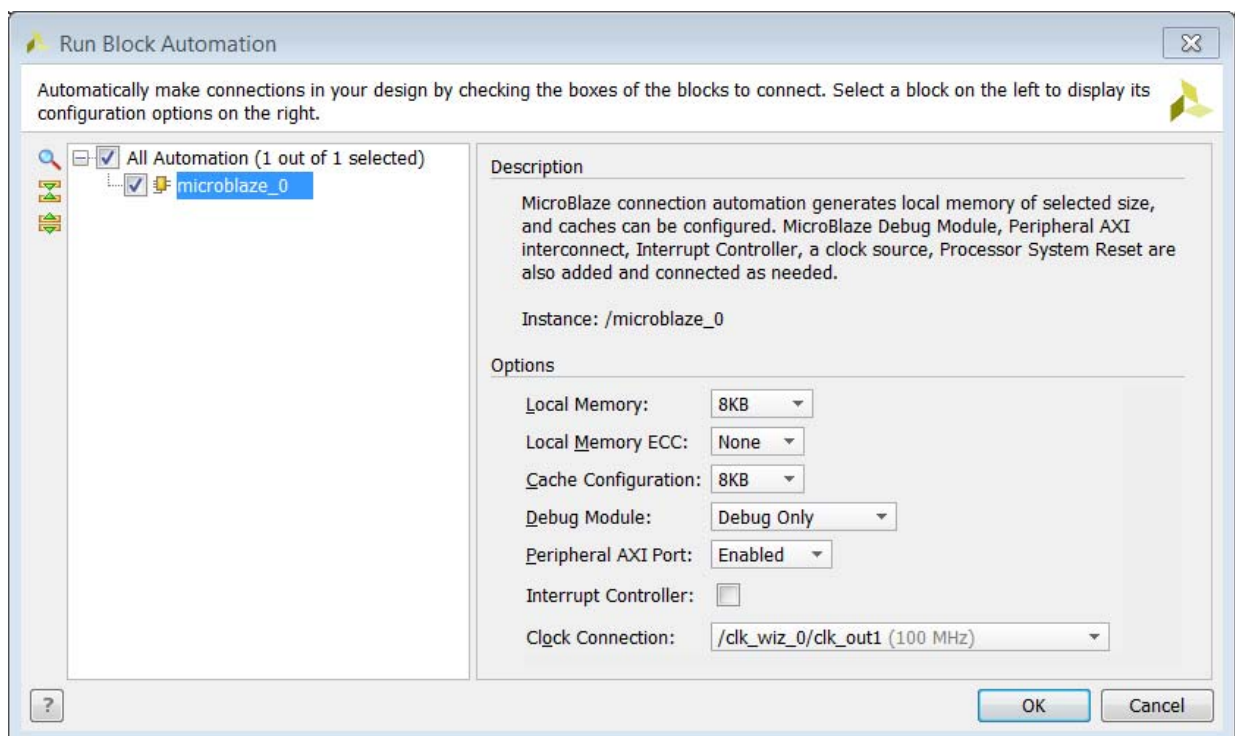 Run Block Automation
Automatically make connections in your design by checking the boxes of the blocks to connect. Select a block on the left to display its
configuration options on the right.
All Automation (1 out of 1 selected)
microblaze_0
Description
MicroBlaze connection automation generates local memory of selected size,
and caches can be configured. MicroBlaze Debug Module, Peripheral AXI
interconnect, Interrupt Controller, a clock source, Processor System Reset are
also added and connected as needed.
Instance: /microblaze_0
Options
Local Memory: 8KB
Local Memory ECC: None
Cache Configuration: 8KB
Debug Module: Debug Only
Peripheral AXI Port: Enabled
Interrupt Controller:
Clock Connection: /clk_wiz_0/clk_out1 (100 MHz)
?
OK Cancel